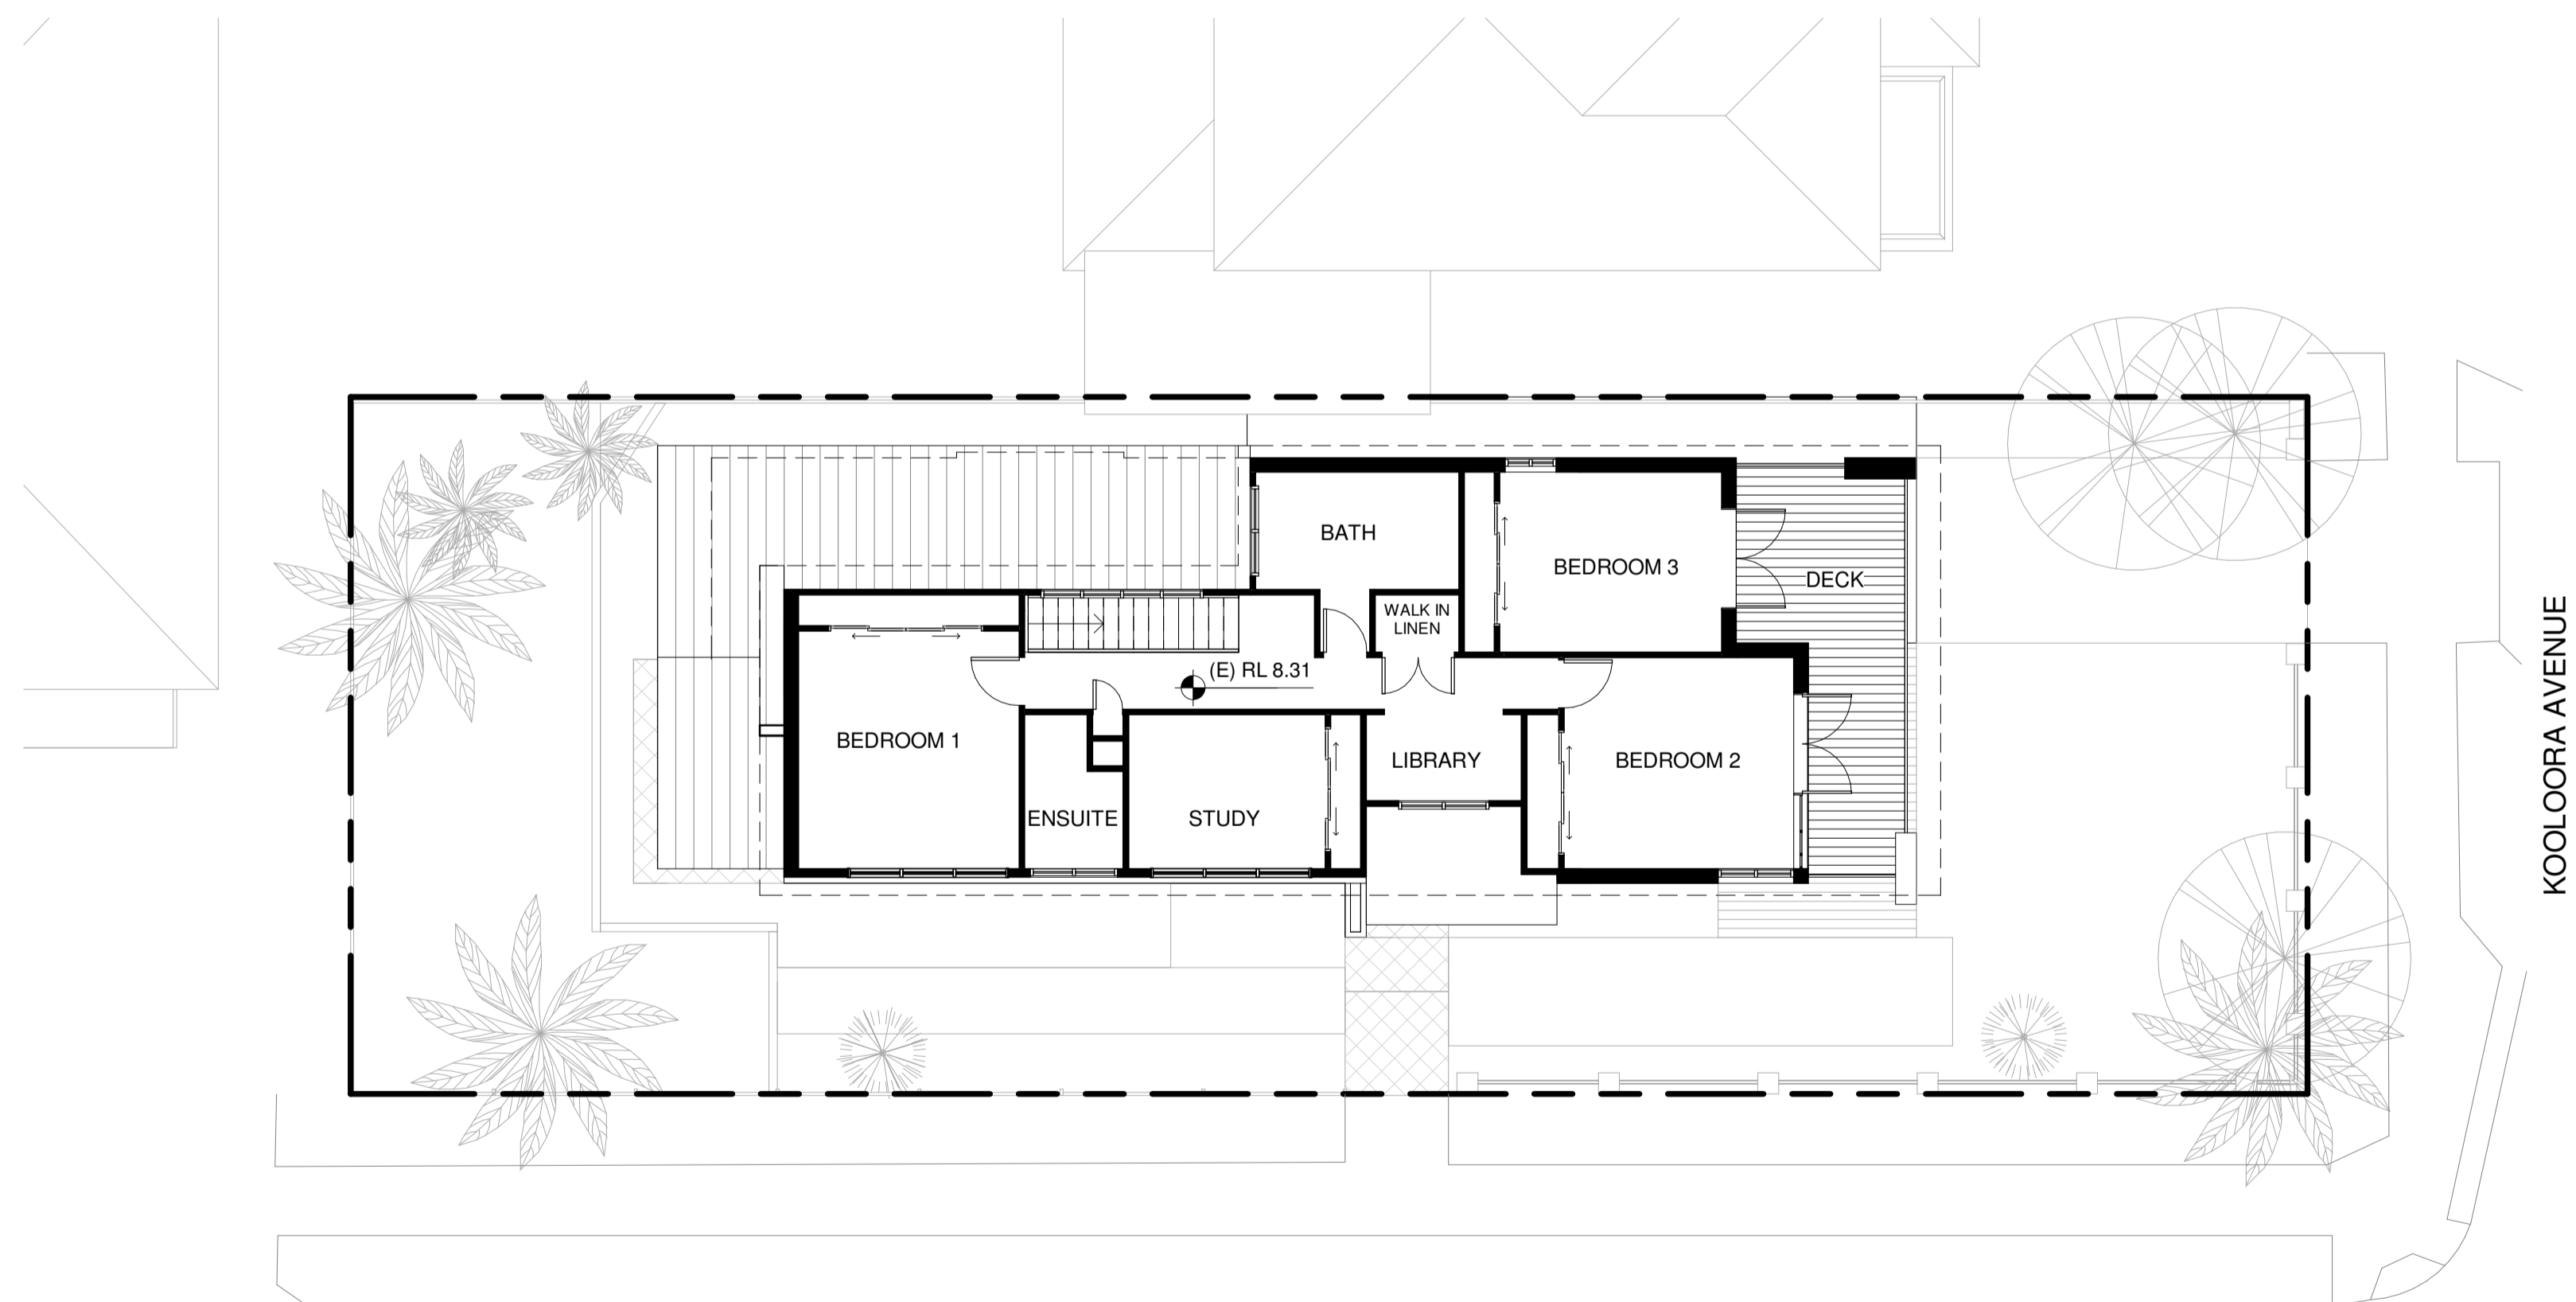 BATH
BEDROOM 3
DECK
WALK IN
LINEN
(E) RL 8.31
BEDROOM 1
LIBRARY
BEDROOM 2
ENSUITE
STUDY
KOOLOORA AVENUE